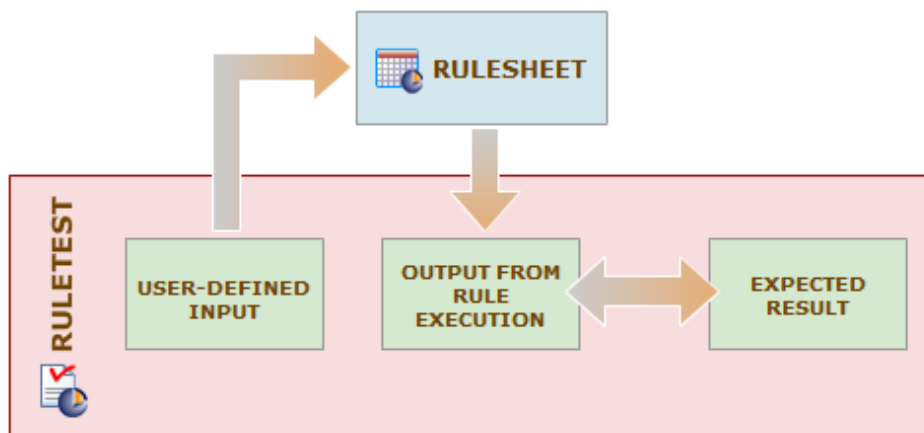 RULESHEET
RULETEST
USER-DEFINED
INPUT
OUTPUT FROM
RULE
EXECUTION
EXPECTED
RESULT